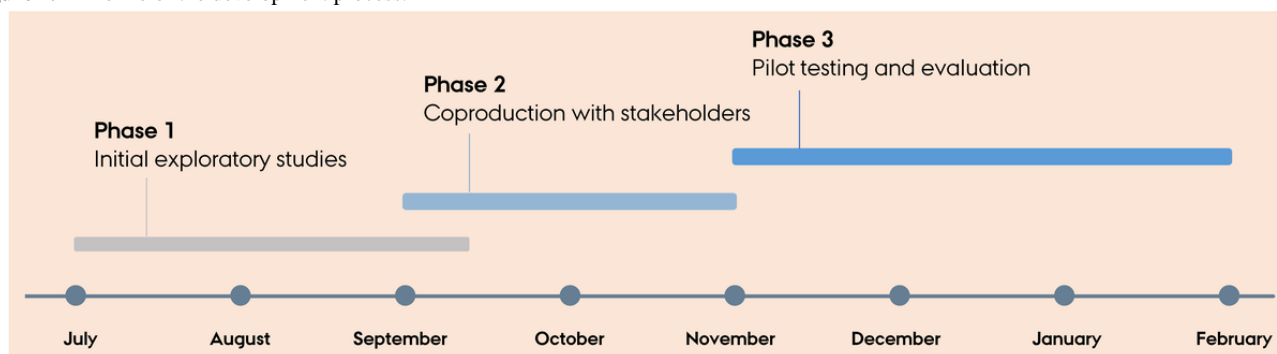 Phase 3
Pilot testing and evaluation
Phase 2
Coproduction with stakeholders
Phase 1
Initial exploratory studies
July August September October November December January February